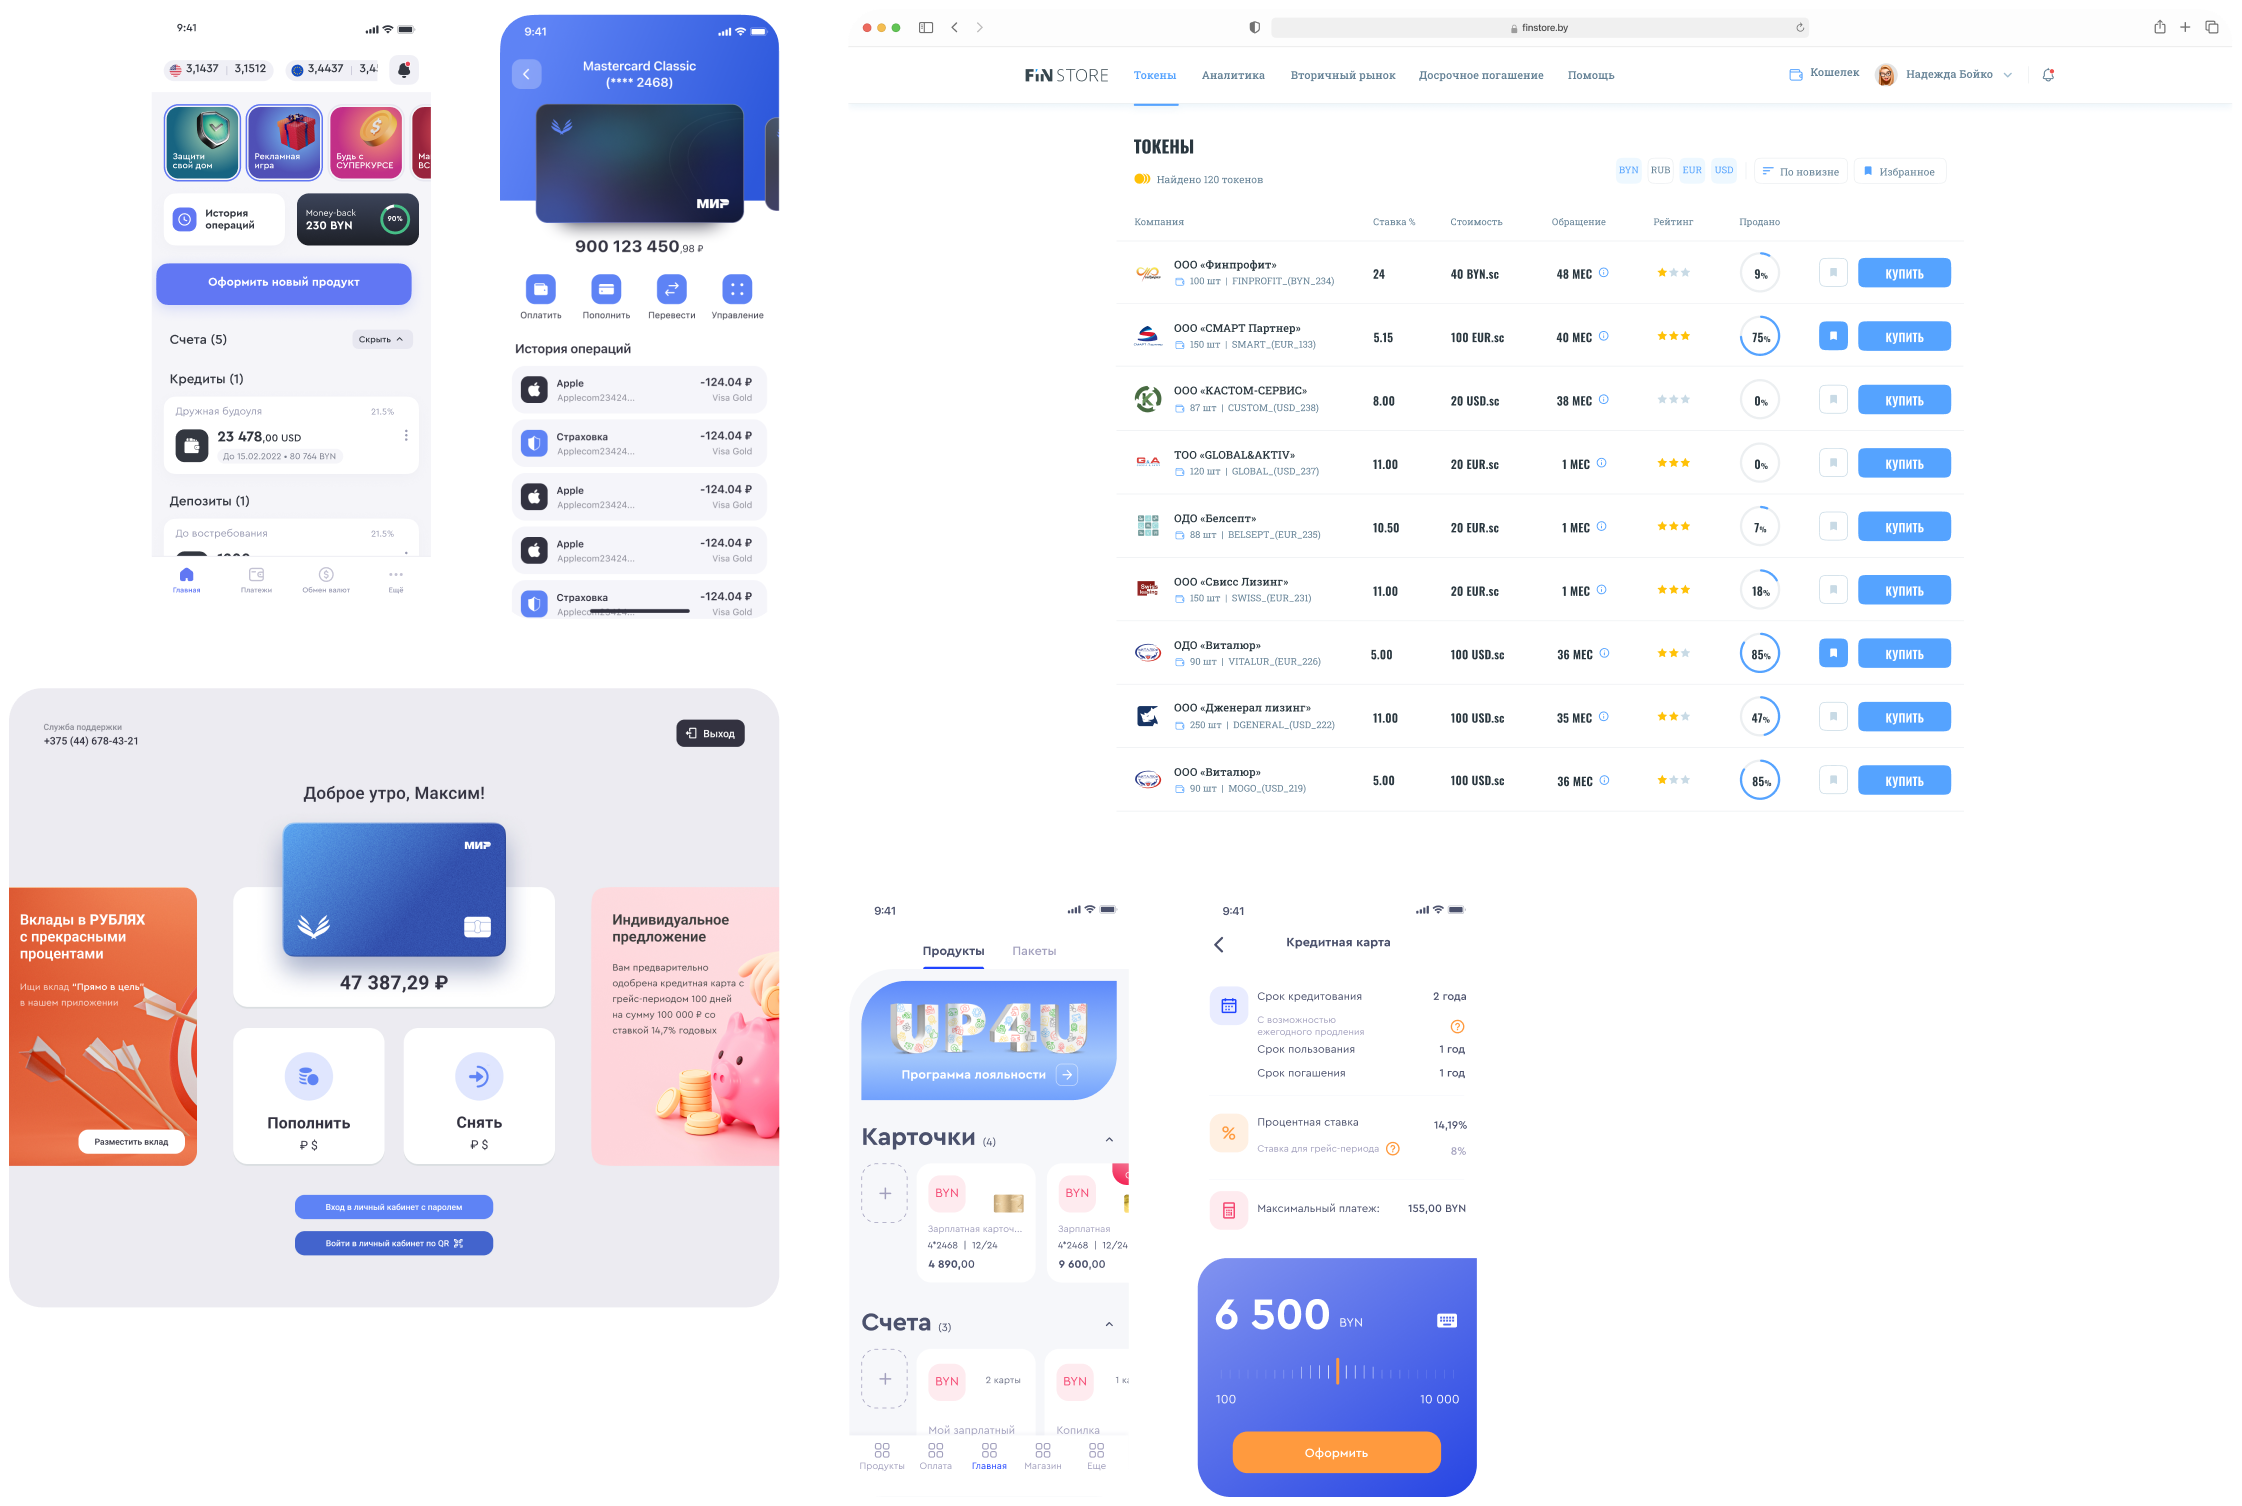 9:41
3,1437 | 3,1512
3,4437
Защити
свой дом
Рекламная
игра
Будь с
СУПЕРКУРСЕ
Ма
ВС
История
операций
Money-back
230 BYN
90%
Оформить новый продукт
Счета (5)
Скрыть
Кредиты (1)
Дружная будоуля
21.5%
23 478,00 USD
До 15.02.2022 • 80 764 BYN
Депозиты (1)
До востребования
21.5%
Главная
Платежи
Обмен валют
Ещё
9:41
Mastercard Classic
(**** 2468)
МИР
900 123 450,98 ₽
Оплатить
Пополнить
Перевести
Управление
История операций
Apple
-124.04 ₽
Applecom23424...
Visa Gold
Страховка
-124.04 ₽
Applecom23424...
Visa Gold
Apple
-124.04 ₽
Applecom23424...
Visa Gold
Apple
-124.04 ₽
Applecom23424...
Visa Gold
Страховка
-124.04 ₽
Visa Gold
finstore.by
FiN STORE
Токены
Аналитика
Вторичный рынок
Досрочное погашение
Помощь
Кошелек
Надежда Бойко
ТОКЕНЫ
Найдено 120 токенов
BYN
RUB
EUR
USD
По новизне
Избранное
Компания
Ставка %
Стоимость
Обращение
Рейтинг
Продано
ООО «Финпрофит»
100 шт | FINPROFIT_(BYN_234)
24
40 BYN.sc
48 МЕС
9%
КУПИТЬ
ООО «СМАРТ Партнер»
150 шт | SMART_(EUR_133)
5.15
100 EUR.sc
40 МЕС
75%
КУПИТЬ
ООО «КАСТОМ-СЕРВИС»
87 шт | CUSTOM_(USD_238)
8.00
20 USD.sc
38 МЕС
0%
КУПИТЬ
G&A
ТОО «GLOBAL&AKTIV»
120 шт | GLOBAL_(USD_237)
11.00
20 EUR.sc
1 МЕС
0%
КУПИТЬ
ОДО «Белсепт»
88 шт | BELSEPT_(EUR_235)
10.50
20 EUR.sc
1 МЕС
7%
КУПИТЬ
ООО «Свисс Лизинг»
150 шт | SWISS_(EUR_231)
11.00
20 EUR.sc
1 МЕС
18%
КУПИТЬ
ОДО «Виталюр»
90 шт | VITALUR_(EUR_226)
5.00
100 USD.sc
36 МЕС
85%
КУПИТЬ
ООО «Дженерал лизинг»
250 шт | DGENERAL_(USD_222)
11.00
100 USD.sc
35 МЕС
47%
КУПИТЬ
ООО «Виталюр»
90 шт | MOGO_(USD_219)
5.00
100 USD.sc
36 МЕС
85%
КУПИТЬ
Служба поддержки
+375 (44) 678-43-21
Выход
Доброе утро, Максим!
МИР
47 387,29 ₽
Вклады в РУБЛЯХ
с прекрасными
процентами
Ищи вклад "Прямо в цель"
в нашем приложении
Разместить вклад
Пополнить
₽ $
Снять
₽ $
Индивидуальное
предложение
Вам предварительно
одобрена кредитная карта с
грейс-периодом 100 дней
на сумму 100 000 ₽ со
ставкой 14,7% годовых
Вход в личный кабинет с паролем
Войти в личный кабинет по QR
9:41
Продукты
Пакеты
UP4U
Программа лояльности
Карточки (4)
BYN
Зарплатная карточ...
4*2468 | 12/24
4 890,00
BYN
Зарплатная
4*2468 | 12/24
9 600,00
Счета (3)
BYN
2 карты
Мой запрлатный
BYN
1 ка
Копилка
Продукты
Оплата
Главная
Магазин
Еще
9:41
Кредитная карта
Срок кредитования
2 года
С возможностью
ежегодного продления
Срок пользования
1 год
Срок погашения
1 год
Процентная ставка
14,19%
Ставка для грейс-периода
8%
Максимальный платеж:
155,00 BYN
6 500 BYN
100
10 000
Оформить